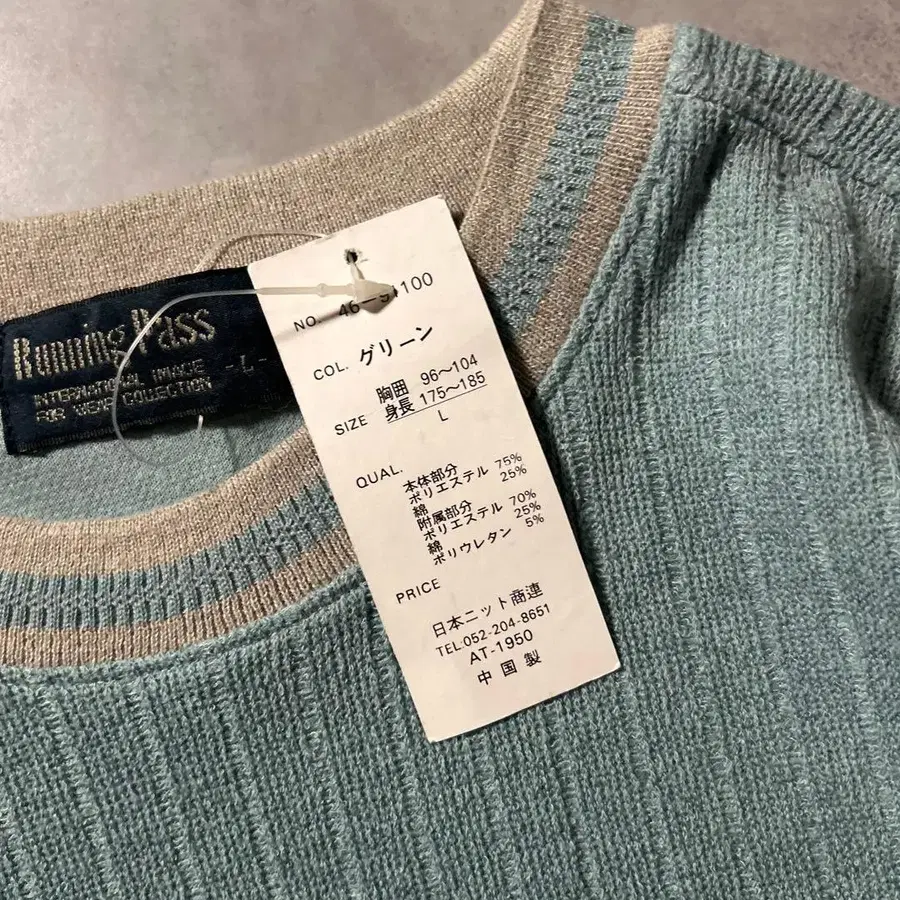 Running Pass
INTERNATIONAL IMAGE
FOR MEN'S COLLECTION
-L-
NO. 46-9100
COL. グリーン
胸囲 96〜104
身長 175〜185
SIZE L
QUAL.
本体部分
ポリエステル 75%
綿 25%
附属部分
ポリエステル 70%
綿 25%
ポリウレタン 5%
PRICE
日本ニット商連
TEL:052-204-8651
AT-1950
中国製